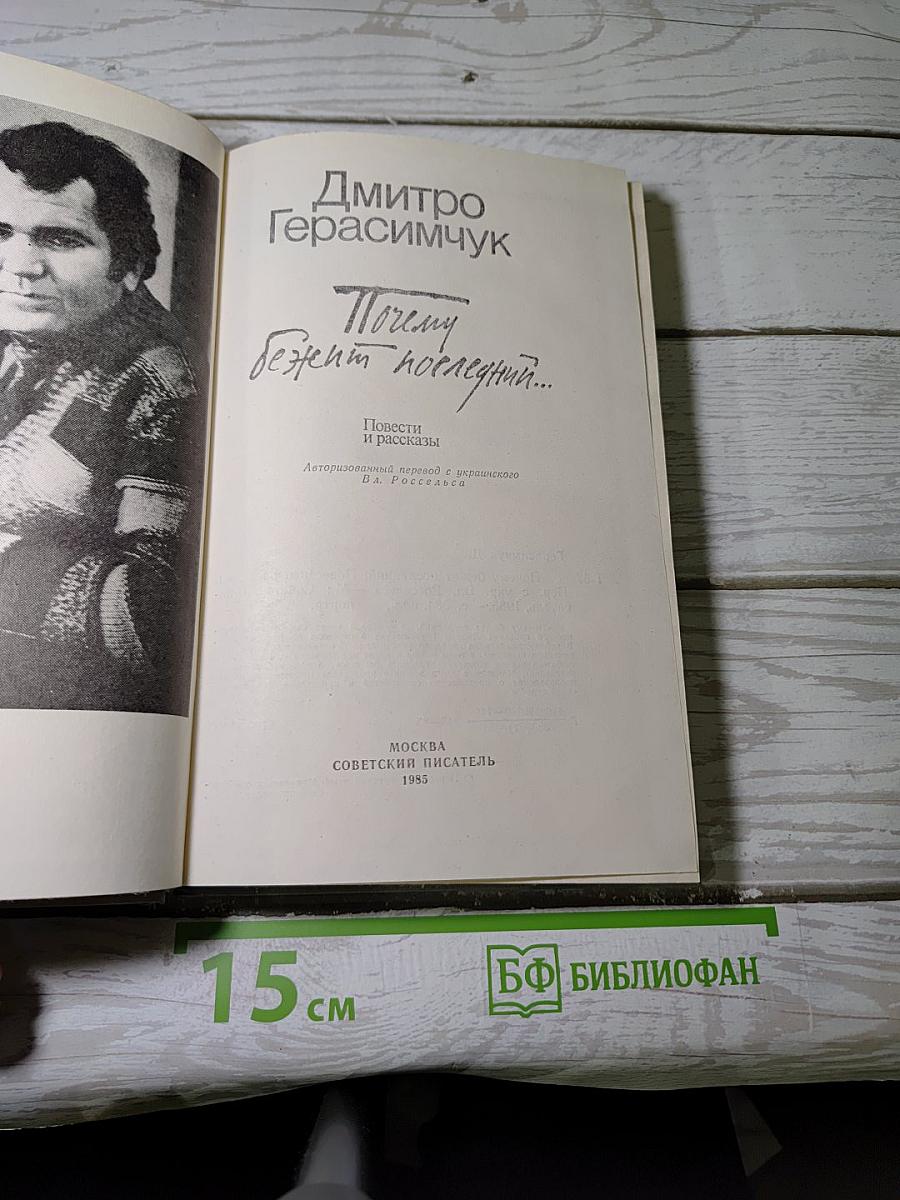 Дмитро
Герасимчук
Почему
бежит последний...
Повести
и рассказы
Авторизованный перевод с украинского
Вл. Россельса
МОСКВА
СОВЕТСКИЙ ПИСАТЕЛЬ
1985
15 см
БФ БИБЛИОФАН